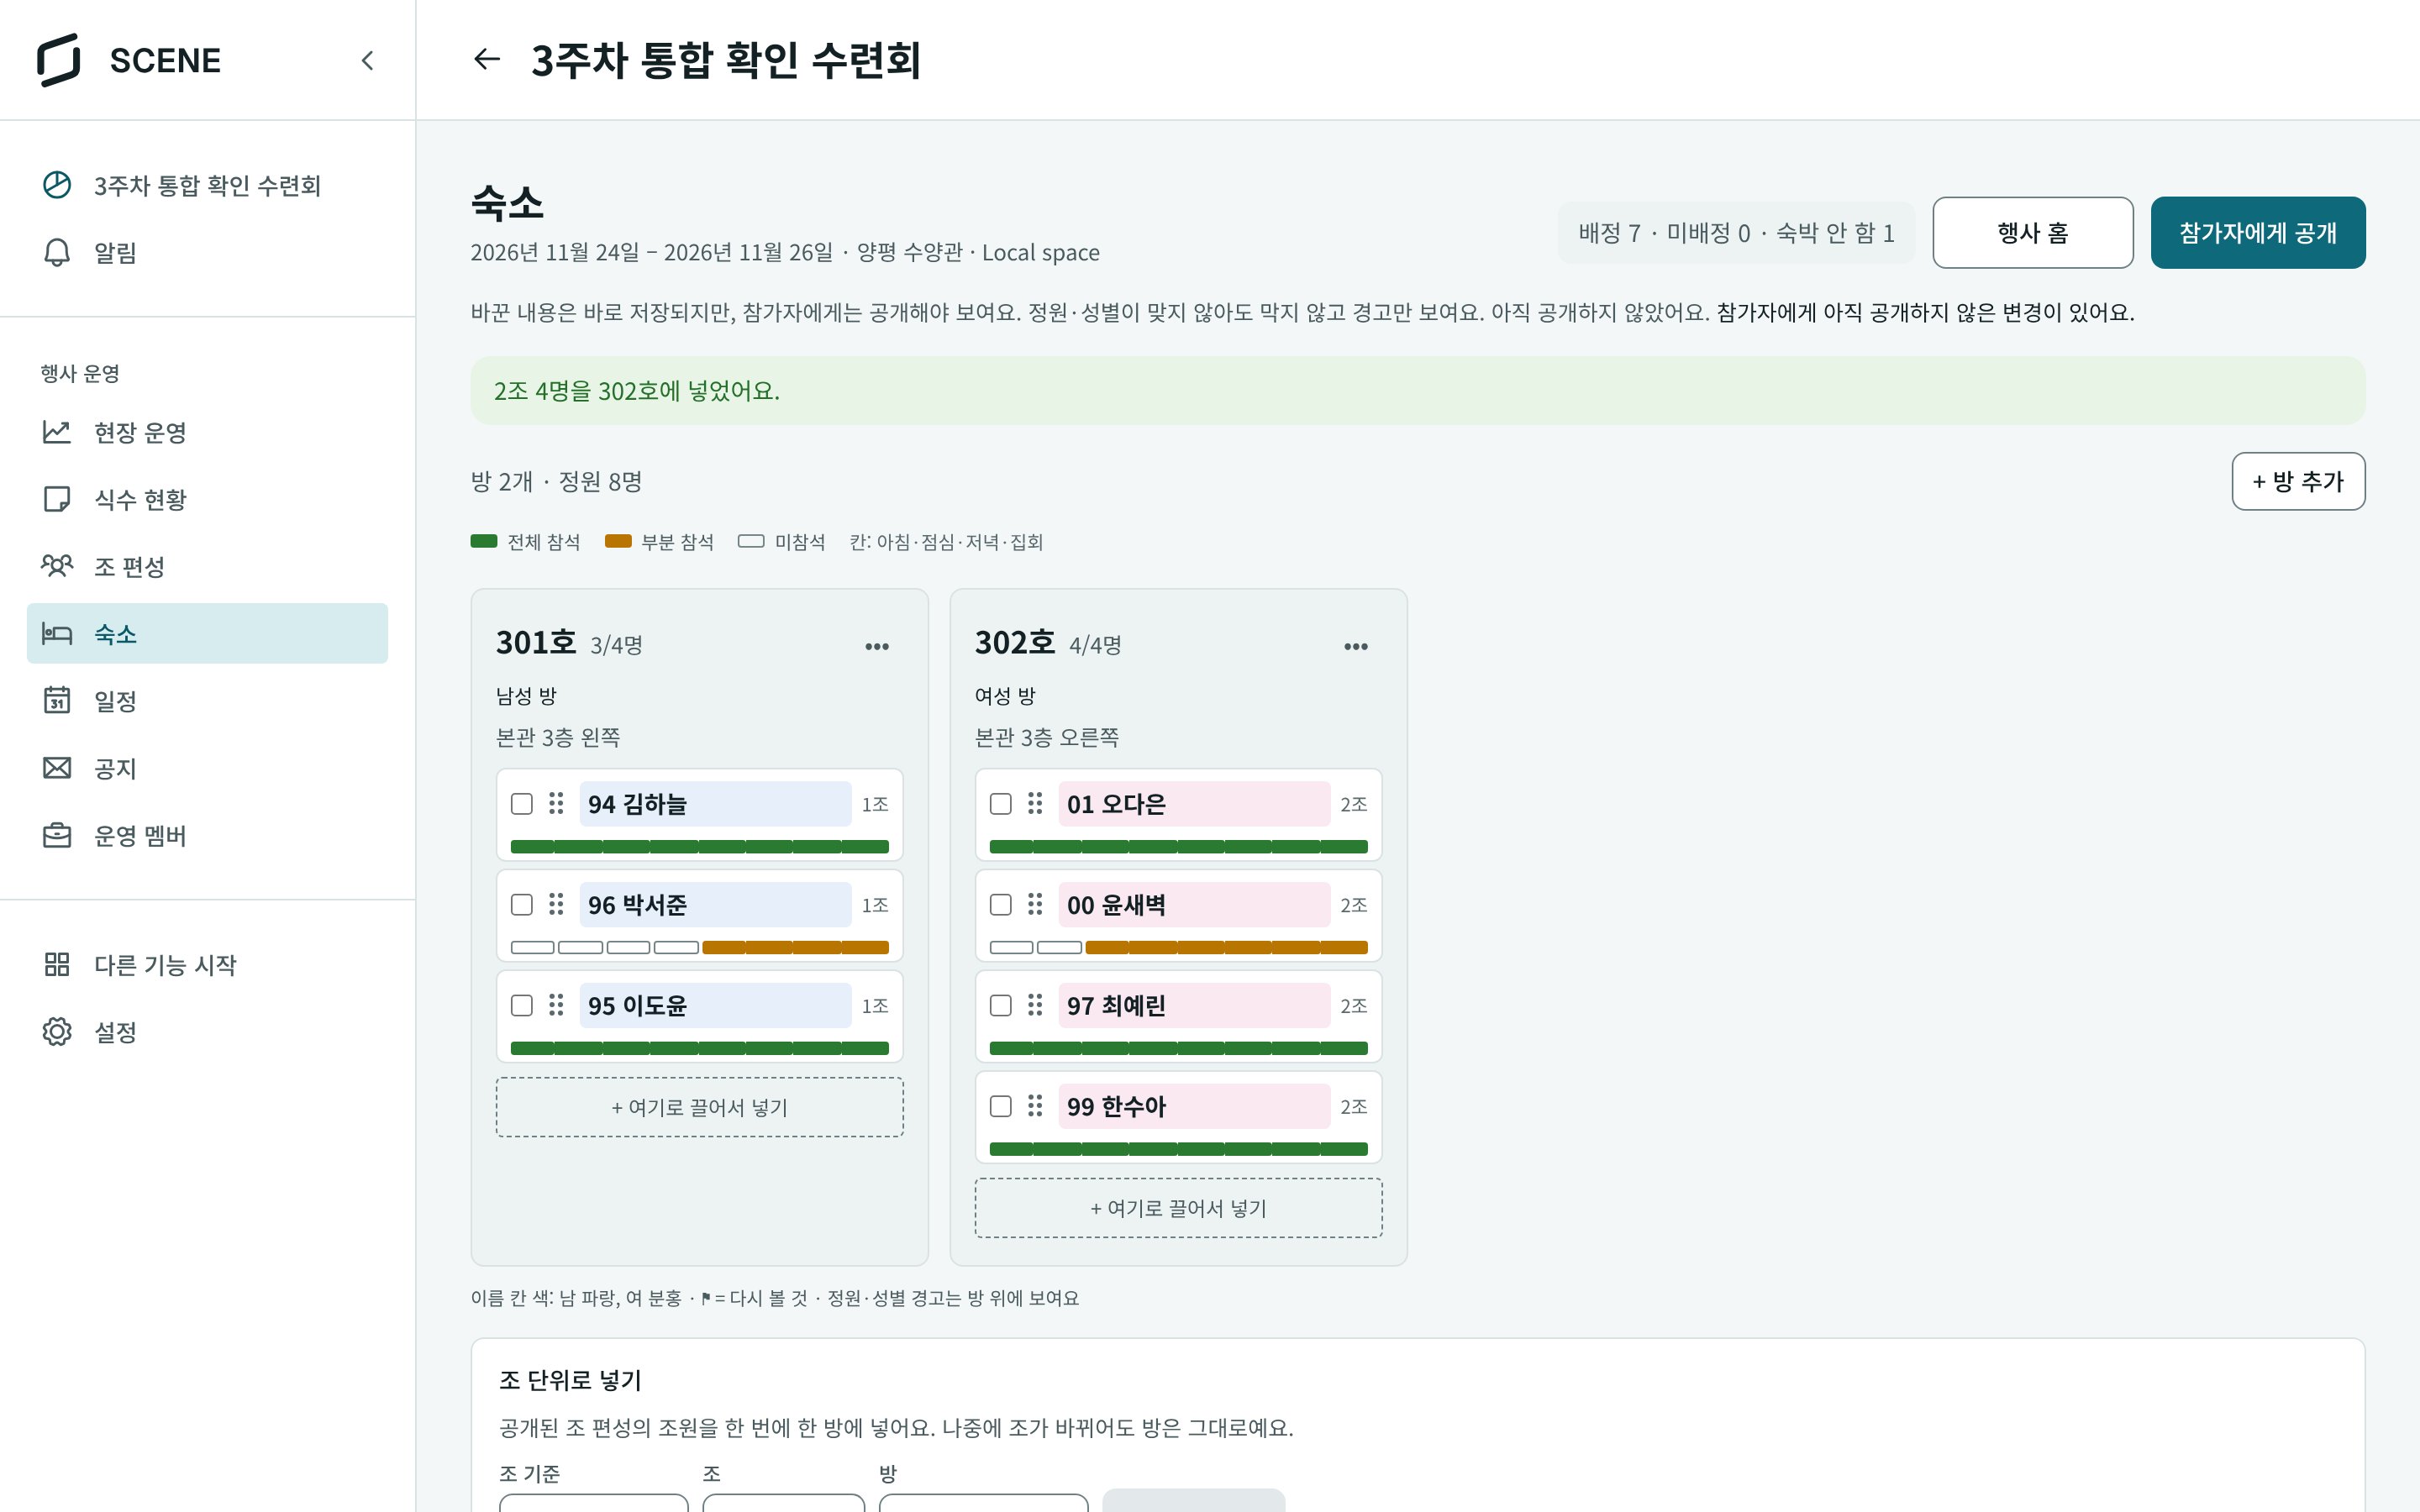 SCENE
3주차 통합 확인 수련회
3주차 통합 확인 수련회
알림
행사 운영
현장 운영
식수 현황
조 편성
숙소
31
일정
공지
운영 멤버
다른 기능 시작
설정
숙소
2026년 11월 24일 – 2026년 11월 26일 · 양평 수양관 · Local space
배정 7 · 미배정 0 · 숙박 안 함 1
행사 홈
참가자에게 공개
바꾼 내용은 바로 저장되지만, 참가자에게는 공개해야 보여요. 정원·성별이 맞지 않아도 막지 않고 경고만 보여요. 아직 공개하지 않았어요. 참가자에게 아직 공개하지 않은 변경이 있어요.
2조 4명을 302호에 넣었어요.
방 2개 · 정원 8명
+ 방 추가
전체 참석 부분 참석 미참석 칸: 아침·점심·저녁·집회
301호 3/4명
남성 방
본관 3층 왼쪽
94 김하늘 1조
96 박서준 1조
95 이도윤 1조
+ 여기로 끌어서 넣기
302호 4/4명
여성 방
본관 3층 오른쪽
01 오다은 2조
00 윤새벽 2조
97 최예린 2조
99 한수아 2조
+ 여기로 끌어서 넣기
이름 칸 색: 남 파랑, 여 분홍 · ⚑ = 다시 볼 것 · 정원·성별 경고는 방 위에 보여요
조 단위로 넣기
공개된 조 편성의 조원을 한 번에 한 방에 넣어요. 나중에 조가 바뀌어도 방은 그대로예요.
조 기준 조 방